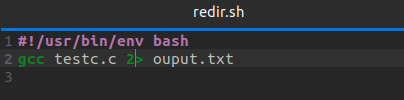 redir.sh
1 #!/usr/bin/env bash
2 gcc testc.c 2> ouput.txt
3